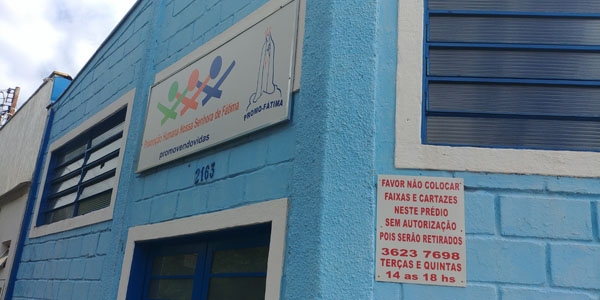 Promoção Humana Nossa Senhora de Fátima
promovendovidas
PROMO-FÁTIMA
2163
FAVOR NÃO COLOCAR
FAIXAS E CARTAZES
NESTE PRÉDIO
SEM AUTORIZAÇÃO
POIS SERÃO RETIRADOS
3623 7698
TERÇAS E QUINTAS
14 as 18 hs